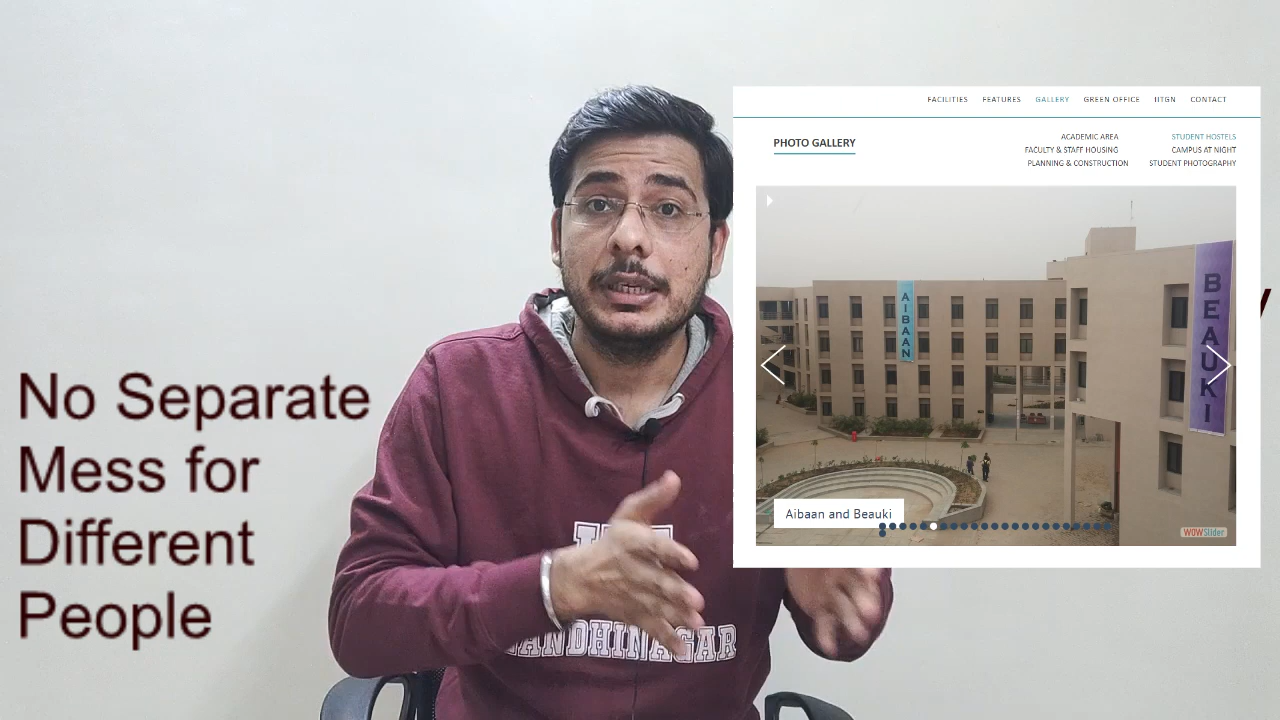 No Separate
Mess for
Different
People
FACILITIES FEATURES GALLERY GREEN OFFICE IITGN CONTACT
PHOTO GALLERY
ACADEMIC AREA STUDENT HOSTELS
FACULTY & STAFF HOUSING CAMPUS AT NIGHT
PLANNING & CONSTRUCTION STUDENT PHOTOGRAPHY
AIBAAN
BEAUKI
Aibaan and Beauki
WOWSlider
GANDHINAGAR